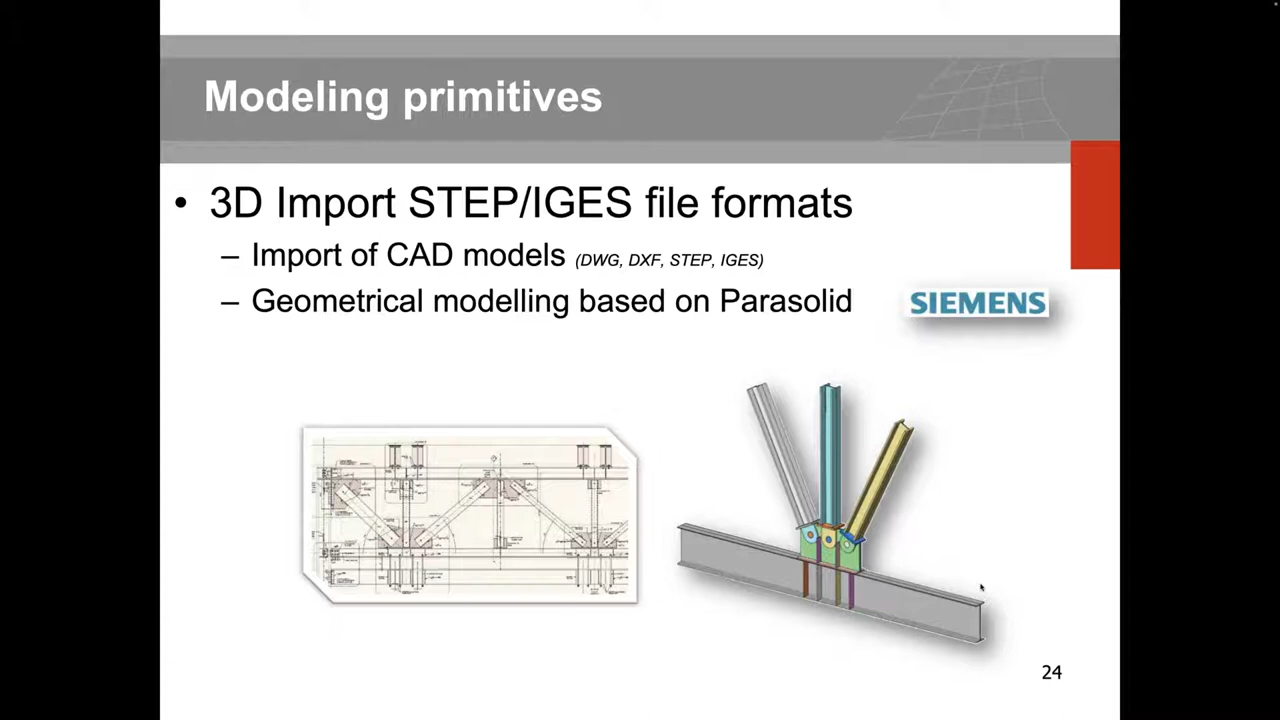 Modeling primitives
• 3D Import STEP/IGES file formats
– Import of CAD models (DWG, DXF, STEP, IGES)
– Geometrical modelling based on Parasolid
SIEMENS
24